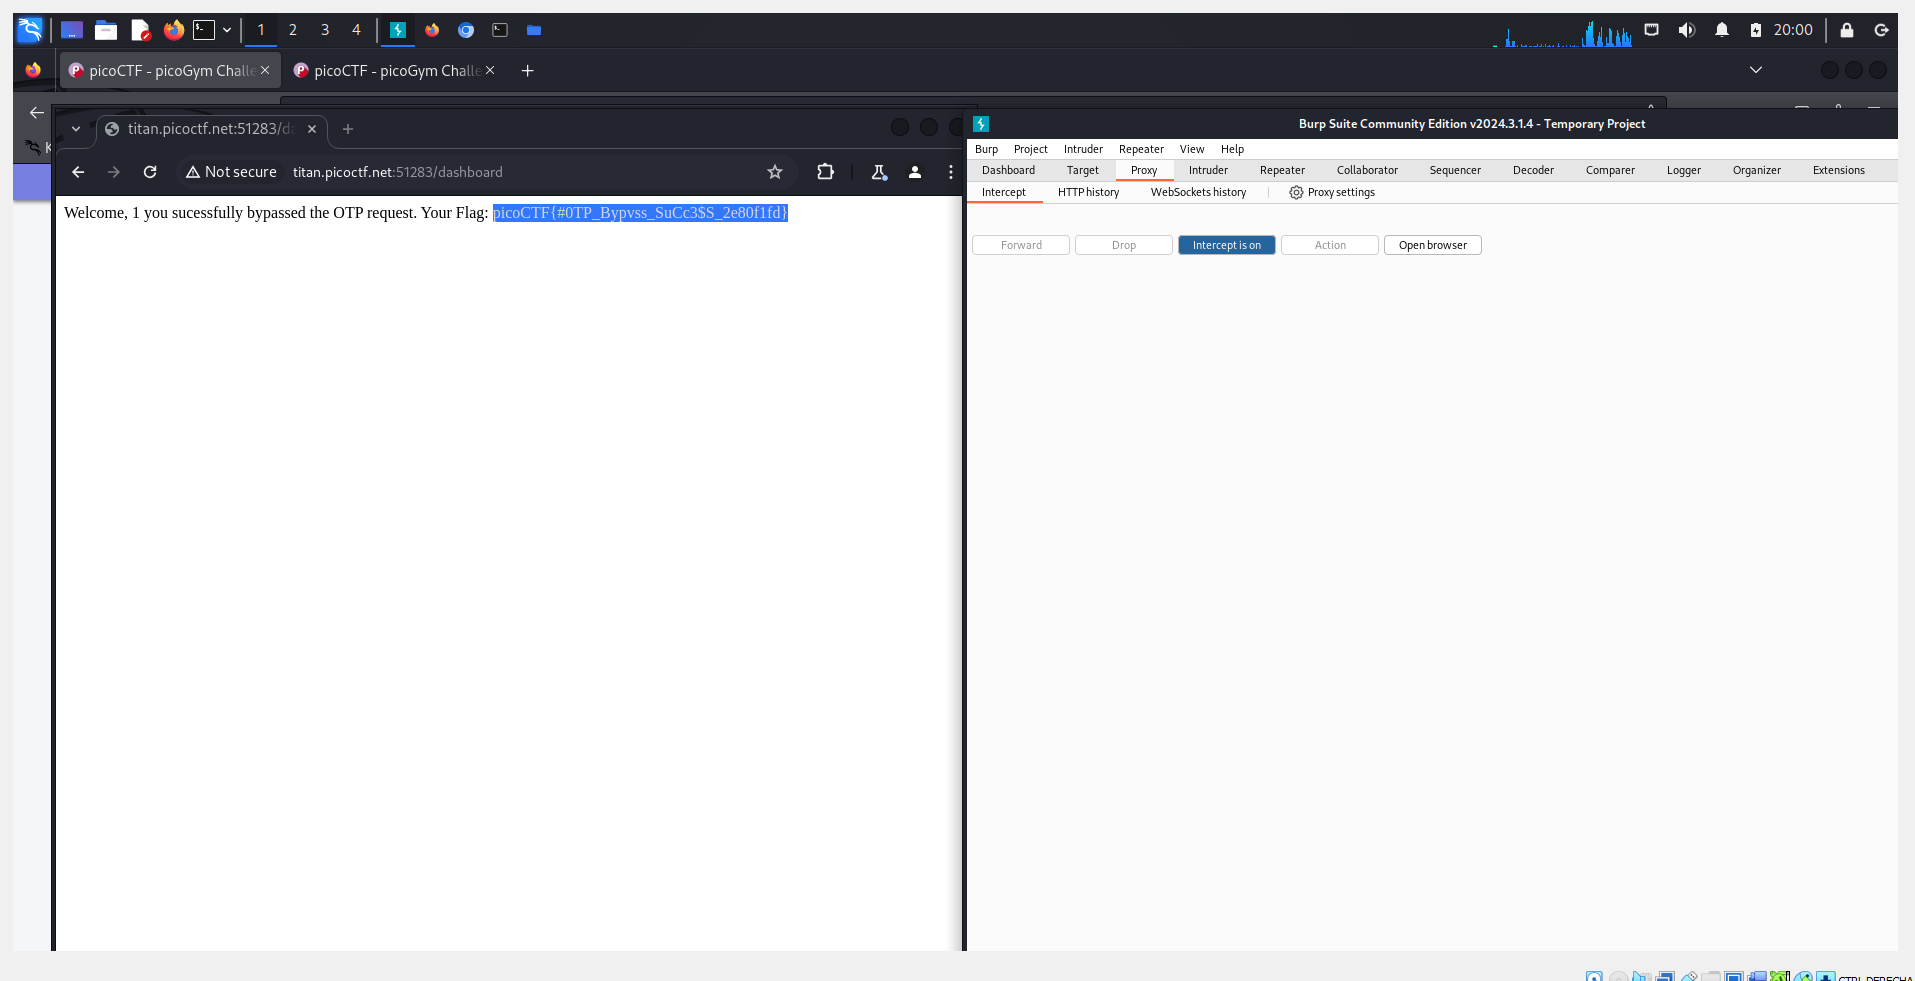 1 2 3 4 20:00
picoCTF - picoGym Challe picoCTF - picoGym Challe
titan.picoctf.net:51283/da
Not secure titan.picoctf.net:51283/dashboard
Welcome, 1 you sucessfully bypassed the OTP request. Your Flag: picoCTF{#0TP_Bypvss_SuCc3$S_2e80f1fd}
Burp Suite Community Edition v2024.3.1.4 - Temporary Project
Burp Project Intruder Repeater View Help
Dashboard Target Proxy Intruder Repeater Collaborator Sequencer Decoder Comparer Logger Organizer Extensions
Intercept HTTP history WebSockets history Proxy settings
Forward Drop Intercept is on Action Open browser
CTRL DERECHA